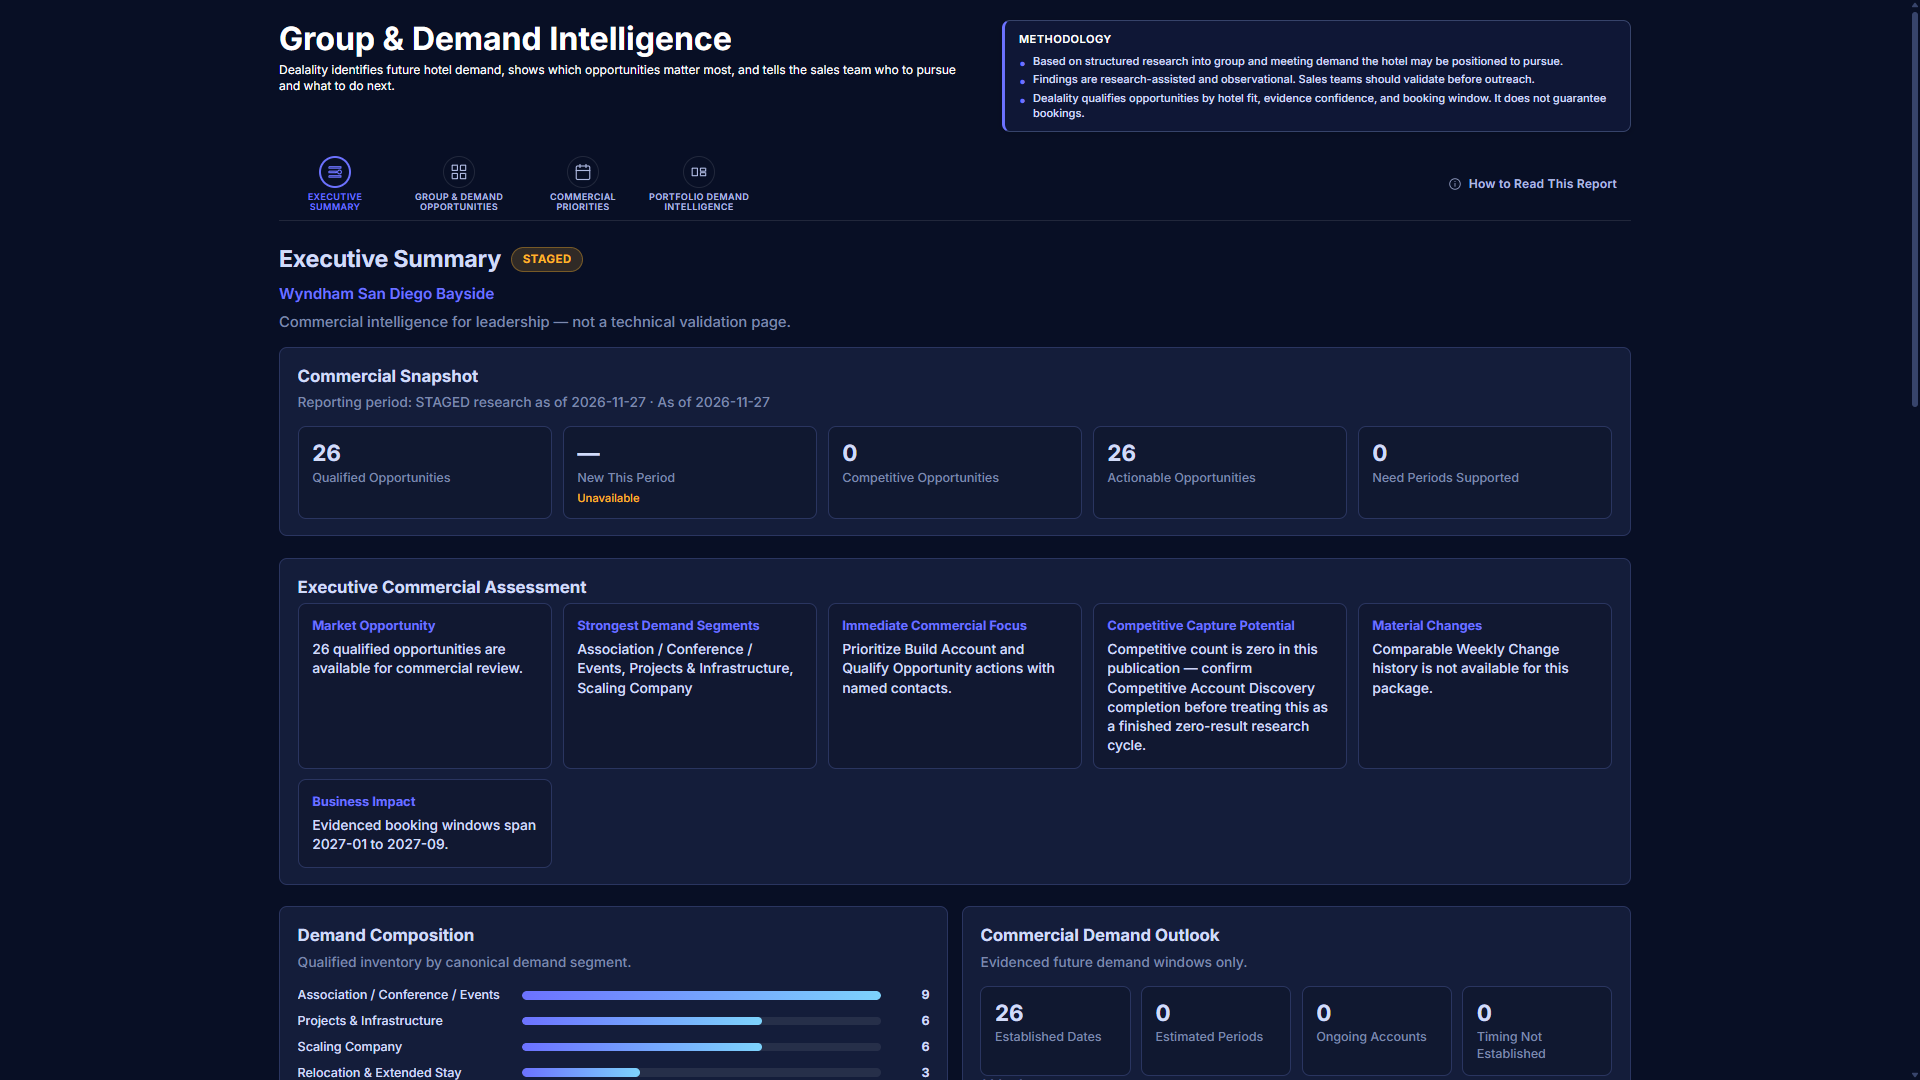 Group & Demand Intelligence
Dealality identifies future hotel demand, shows which opportunities matter most, and tells the sales team who to pursue
and what to do next.
METHODOLOGY
Based on structured research into group and meeting demand the hotel may be positioned to pursue.
Findings are research-assisted and observational. Sales teams should validate before outreach.
Dealality qualifies opportunities by hotel fit, evidence confidence, and booking window. It does not guarantee
bookings.
EXECUTIVE
SUMMARY
GROUP & DEMAND
OPPORTUNITIES
COMMERCIAL
PRIORITIES
PORTFOLIO DEMAND
INTELLIGENCE
How to Read This Report
Executive Summary STAGED
Wyndham San Diego Bayside
Commercial intelligence for leadership — not a technical validation page.
Commercial Snapshot
Reporting period: STAGED research as of 2026-11-27 · As of 2026-11-27
26
Qualified Opportunities
—
New This Period
Unavailable
0
Competitive Opportunities
26
Actionable Opportunities
0
Need Periods Supported
Executive Commercial Assessment
Market Opportunity
26 qualified opportunities are
available for commercial review.
Strongest Demand Segments
Association / Conference /
Events, Projects & Infrastructure,
Scaling Company
Immediate Commercial Focus
Prioritize Build Account and
Qualify Opportunity actions with
named contacts.
Competitive Capture Potential
Competitive count is zero in this
publication — confirm
Competitive Account Discovery
completion before treating this as
a finished zero-result research
cycle.
Material Changes
Comparable Weekly Change
history is not available for this
package.
Business Impact
Evidenced booking windows span
2027-01 to 2027-09.
Demand Composition
Qualified inventory by canonical demand segment.
Association / Conference / Events 9
Projects & Infrastructure 6
Scaling Company 6
Relocation & Extended Stay 3
Commercial Demand Outlook
Evidenced future demand windows only.
26
Established Dates
0
Estimated Periods
0
Ongoing Accounts
0
Timing Not
Established